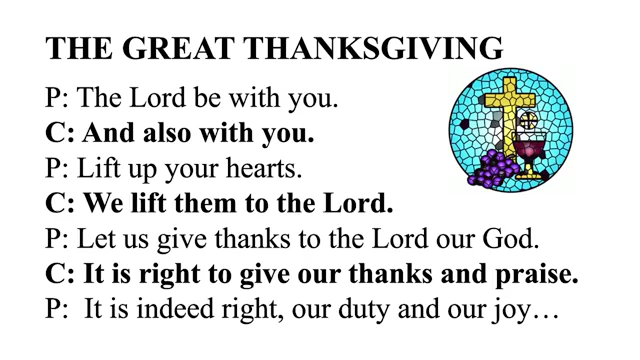 THE GREAT THANKSGIVING
P: The Lord be with you.
C: And also with you.
P: Lift up your hearts.
C: We lift them to the Lord.
P: Let us give thanks to the Lord our God.
C: It is right to give our thanks and praise.
P:  It is indeed right, our duty and our joy…